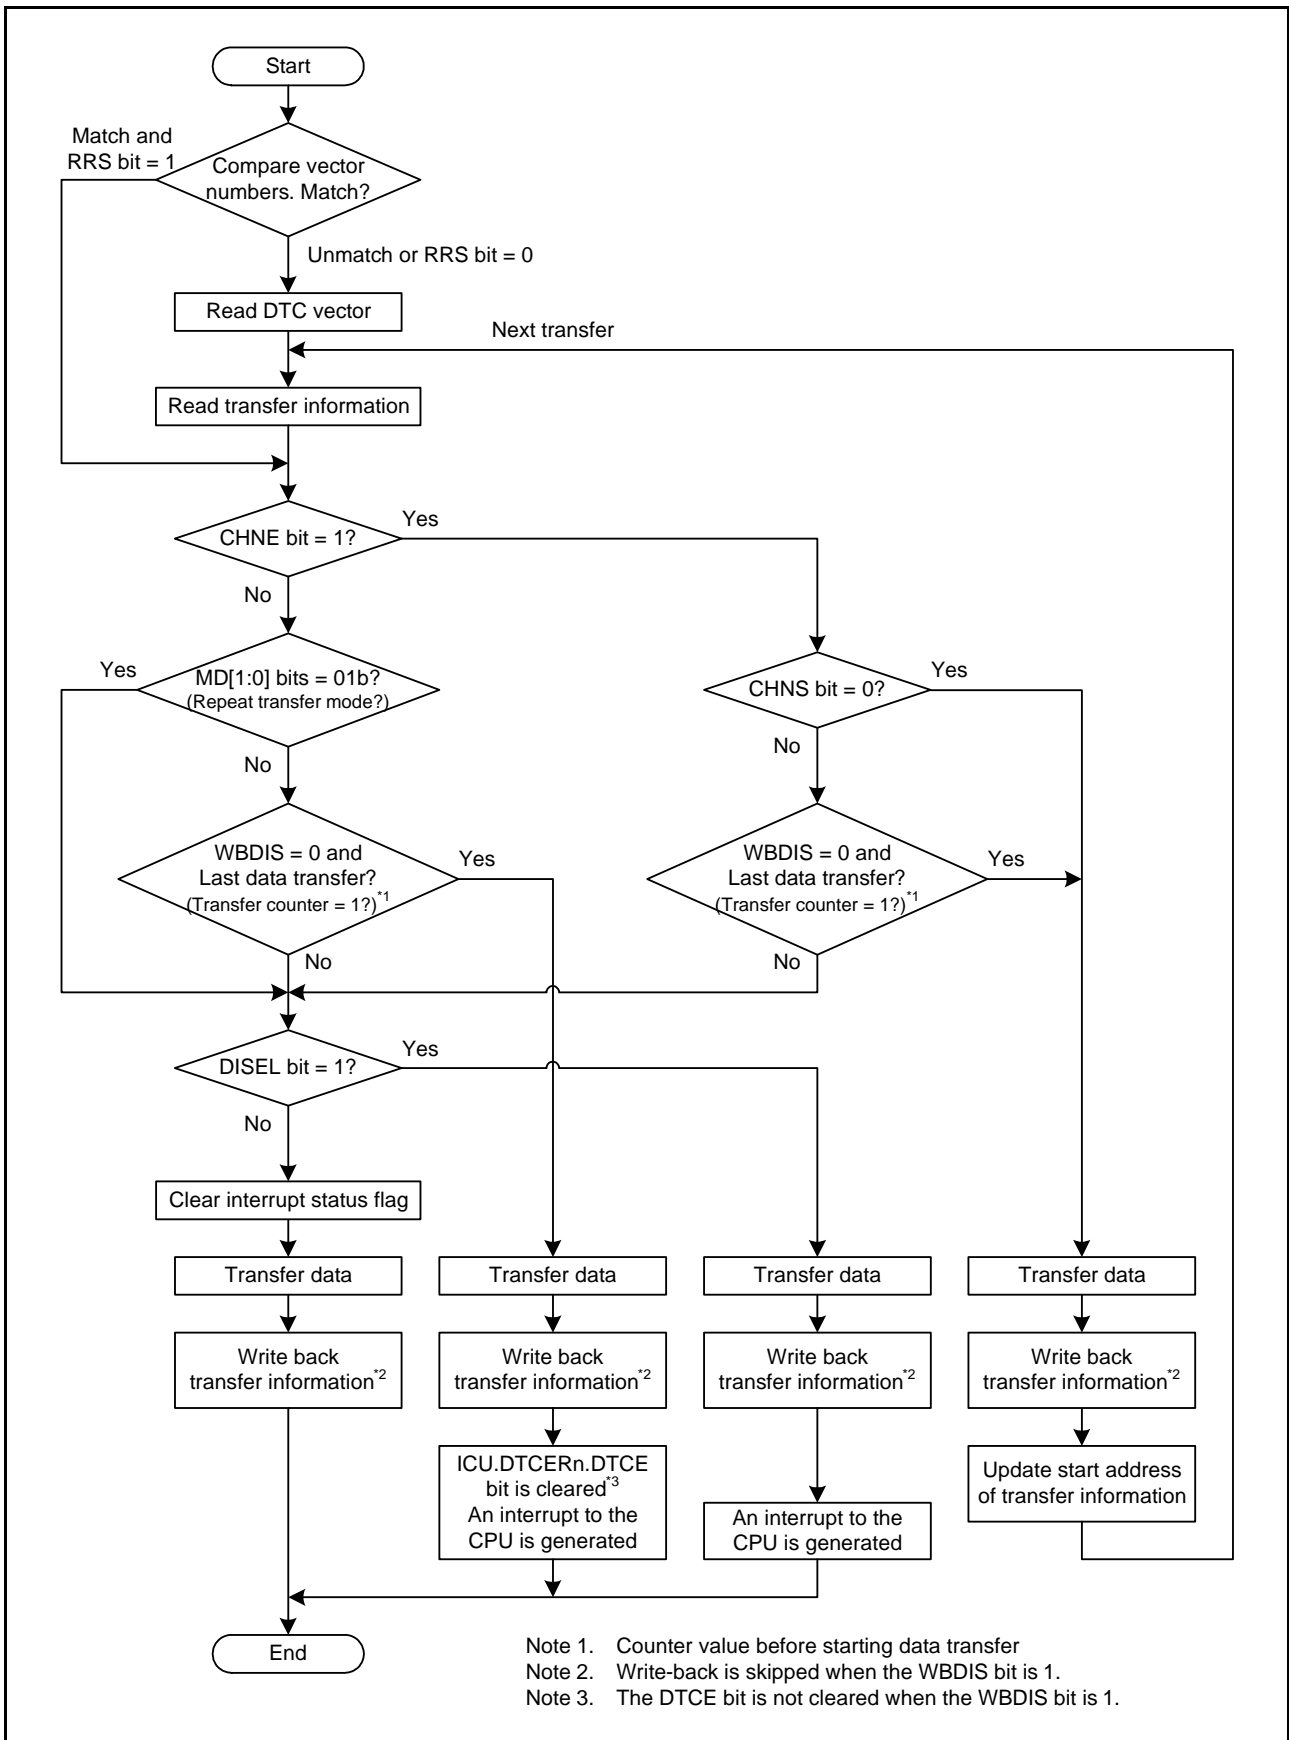 Start
Match and
RRS bit = 1
Compare vector
numbers. Match?
Unmatch or RRS bit = 0
Read DTC vector
Next transfer
Read transfer information
CHNE bit = 1?
Yes
No
MD[1:0] bits = 01b?
(Repeat transfer mode?)
Yes
No
CHNS bit = 0?
Yes
No
WBDIS = 0 and
Last data transfer?
(Transfer counter = 1?)*1
Yes
No
WBDIS = 0 and
Last data transfer?
(Transfer counter = 1?)*1
Yes
No
DISEL bit = 1?
Yes
No
Clear interrupt status flag
Transfer data
Transfer data
Transfer data
Transfer data
Write back
transfer information*2
Write back
transfer information*2
Write back
transfer information*2
Write back
transfer information*2
ICU.DTCERn.DTCE
bit is cleared*3
An interrupt to the
CPU is generated
An interrupt to the
CPU is generated
Update start address
of transfer information
End
Note 1. Counter value before starting data transfer
Note 2. Write-back is skipped when the WBDIS bit is 1.
Note 3. The DTCE bit is not cleared when the WBDIS bit is 1.